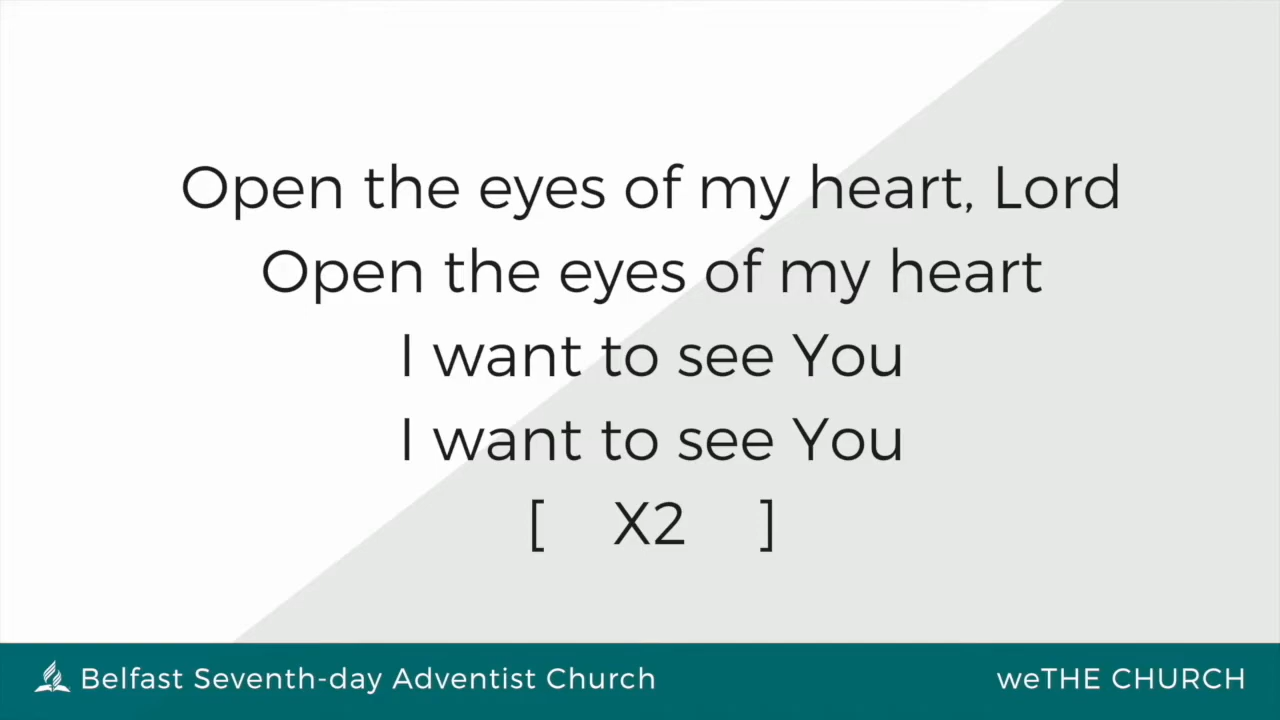 Open the eyes of my heart, Lord
Open the eyes of my heart
I want to see You
I want to see You
[ X2 ]
Belfast Seventh-day Adventist Church
weTHE CHURCH